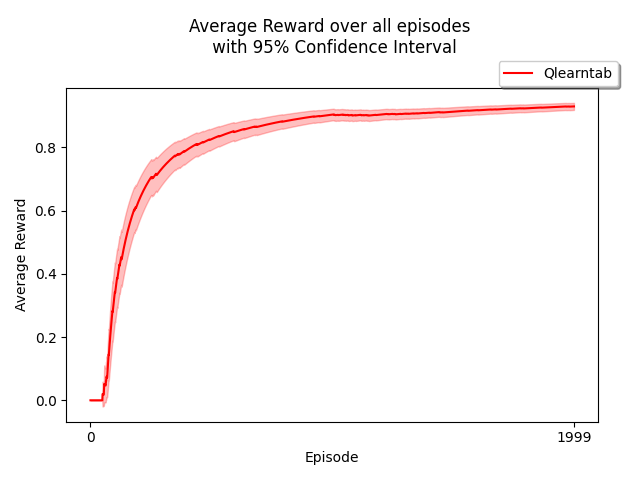 Average Reward over all episodes
with 95% Confidence Interval
Qlearntab
0.8
0.6
0.4
0.2
0.0
Average Reward
0
1999
Episode